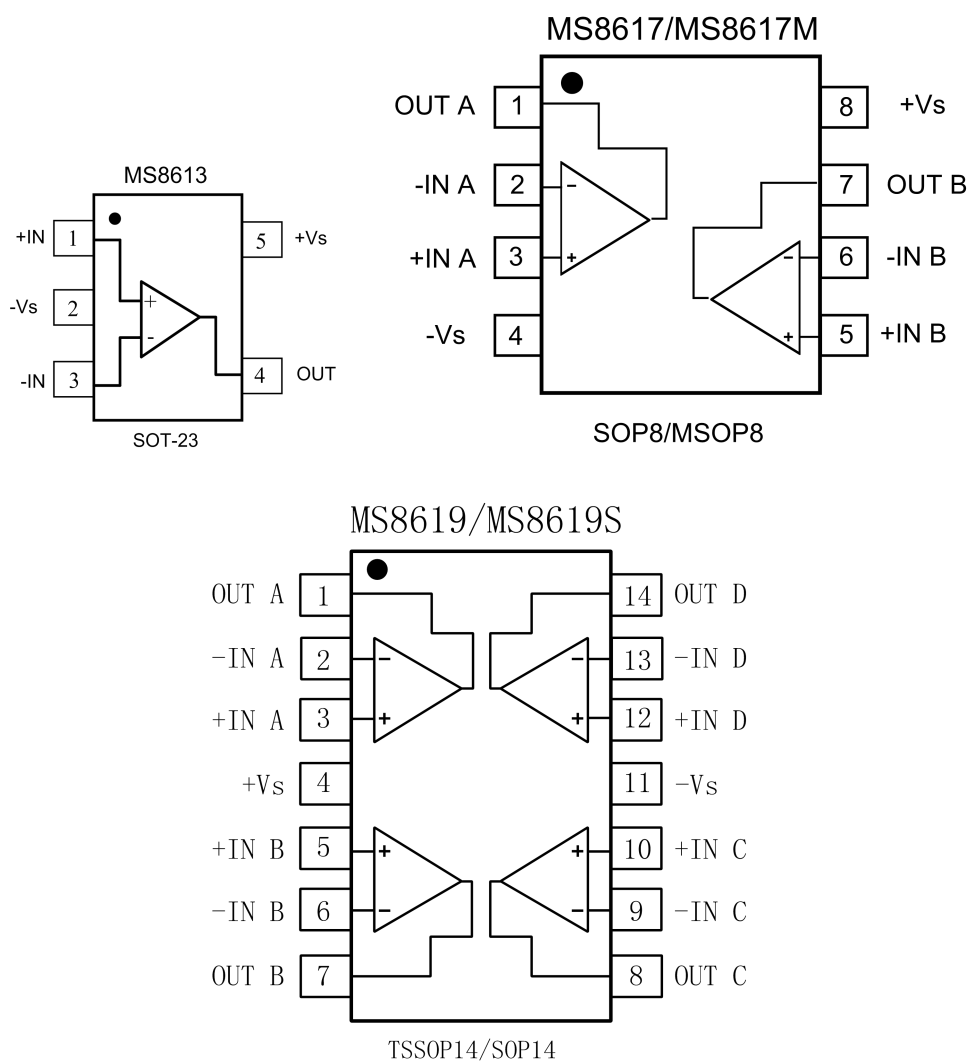 MS8613
+IN 1 5 +Vs
-Vs 2
-IN 3 4 OUT
+
-
SOT-23
MS8617/MS8617M
OUT A 1 8 +Vs
-IN A 2 7 OUT B
+IN A 3 6 -IN B
-Vs 4 5 +IN B
− −
+ +
SOP8/MSOP8
MS8619/MS8619S
OUT A 1 14 OUT D
-IN A 2 − − 13 -IN D
+IN A 3 + + 12 +IN D
+Vs 4 11 -Vs
+IN B 5 + + 10 +IN C
-IN B 6 − − 9 -IN C
OUT B 7 8 OUT C
TSSOP14/SOP14